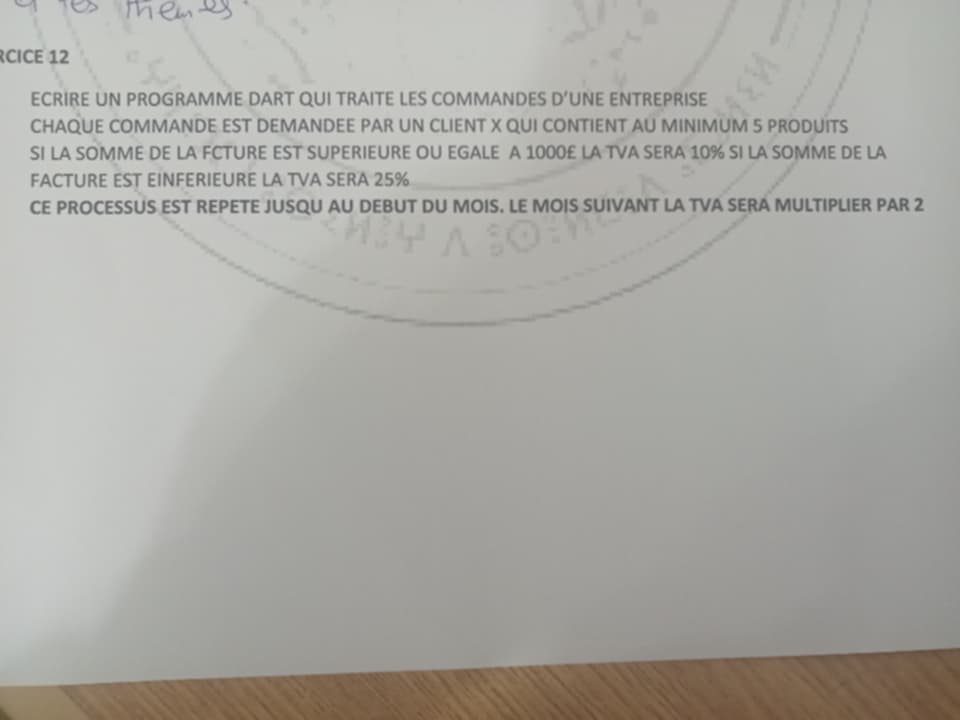 les themes.
RCICE 12
ECRIRE UN PROGRAMME DART QUI TRAITE LES COMMANDES D'UNE ENTREPRISE
CHAQUE COMMANDE EST DEMANDEE PAR UN CLIENT X QUI CONTIENT AU MINIMUM 5 PRODUITS
SI LA SOMME DE LA FCTURE EST SUPERIEURE OU EGALE A 1000£ LA TVA SERA 10% SI LA SOMME DE LA
FACTURE EST EINFERIEURE LA TVA SERA 25%
CE PROCESSUS EST REPETE JUSQU AU DEBUT DU MOIS. LE MOIS SUIVANT LA TVA SERA MULTIPLIER PAR 2